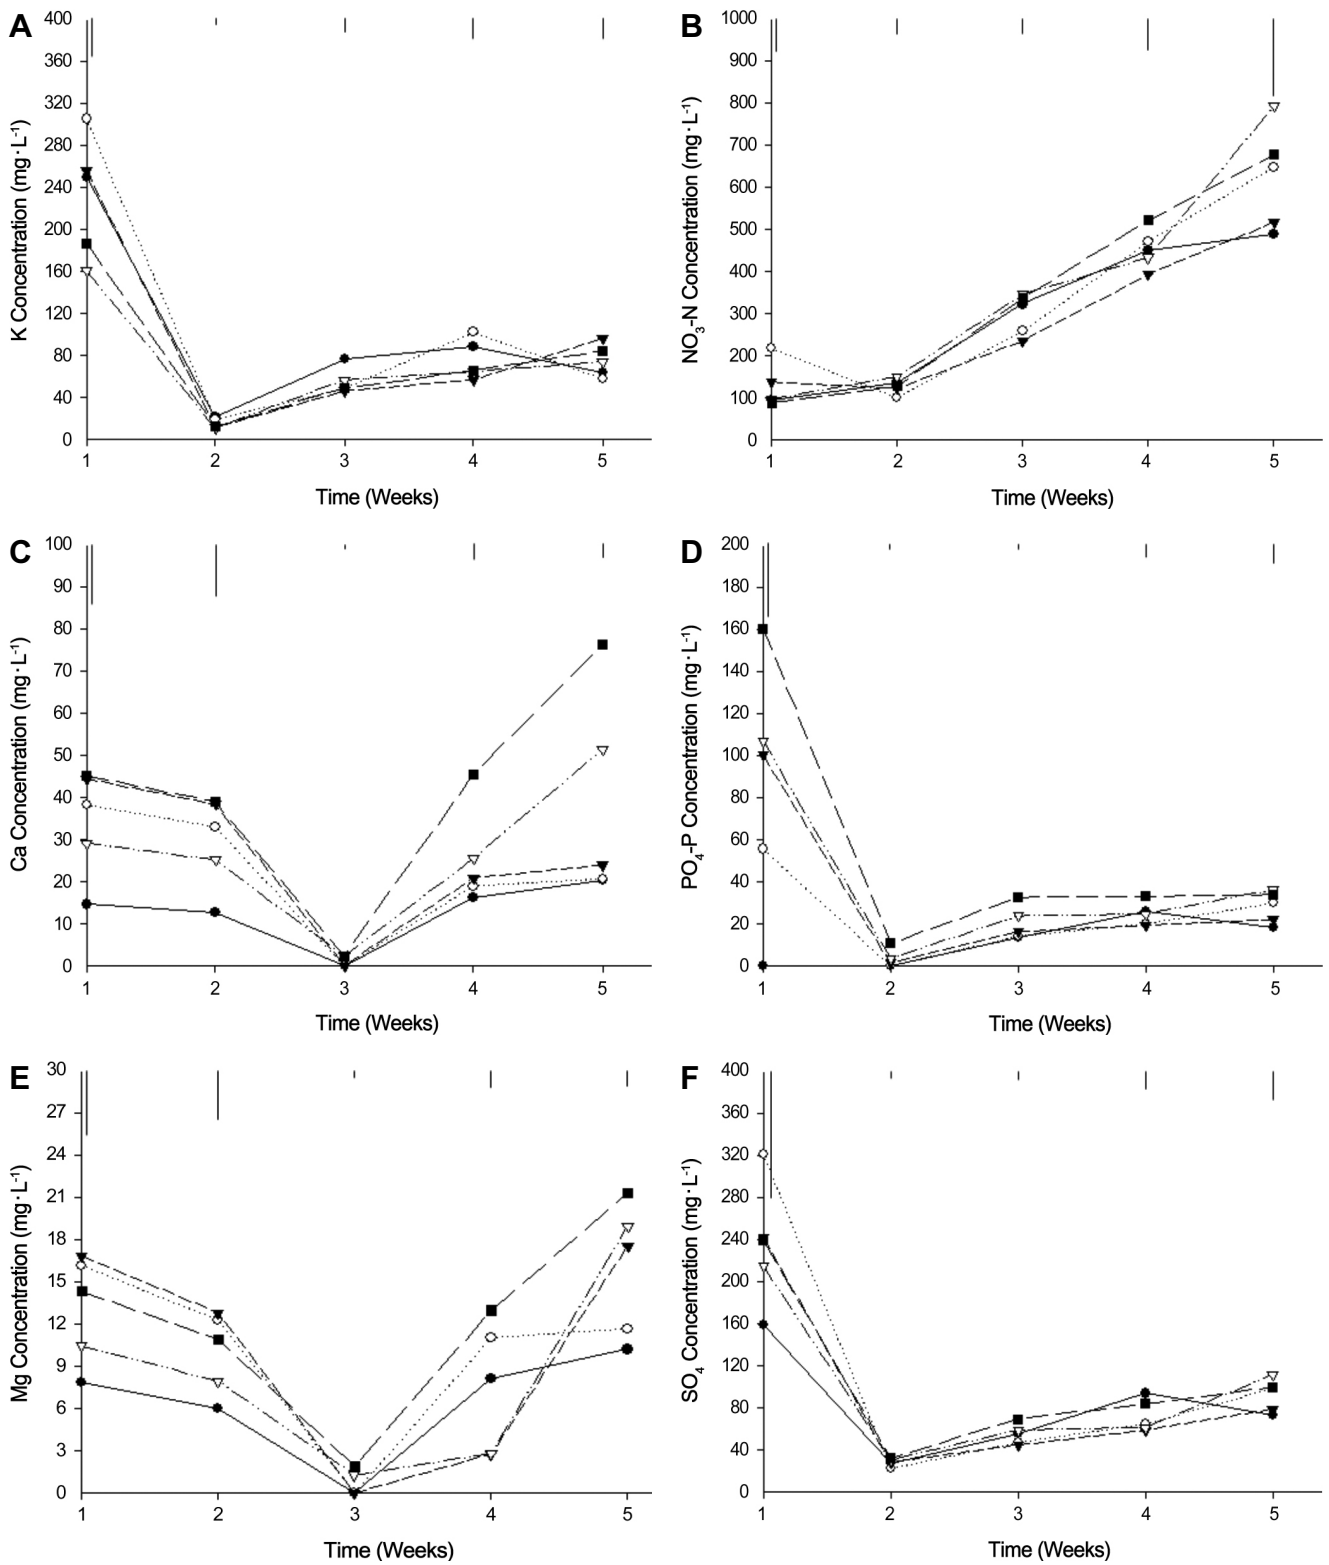 A
400
360
320
280
240
200
160
120
80
40
0
K Concentration (mg·L⁻¹)
1 2 3 4 5
Time (Weeks)
B
1000
900
800
700
600
500
400
300
200
100
0
NO₃-N Concentration (mg·L⁻¹)
1 2 3 4 5
Time (Weeks)
C
100
90
80
70
60
50
40
30
20
10
0
Ca Concentration (mg·L⁻¹)
1 2 3 4 5
Time (Weeks)
D
200
180
160
140
120
100
80
60
40
20
0
PO₄-P Concentration (mg·L⁻¹)
1 2 3 4 5
Time (Weeks)
E
30
27
24
21
18
15
12
9
6
3
0
Mg Concentration (mg·L⁻¹)
1 2 3 4 5
Time (Weeks)
F
400
360
320
280
240
200
160
120
80
40
0
SO₄ Concentration (mg·L⁻¹)
1 2 3 4 5
Time (Weeks)